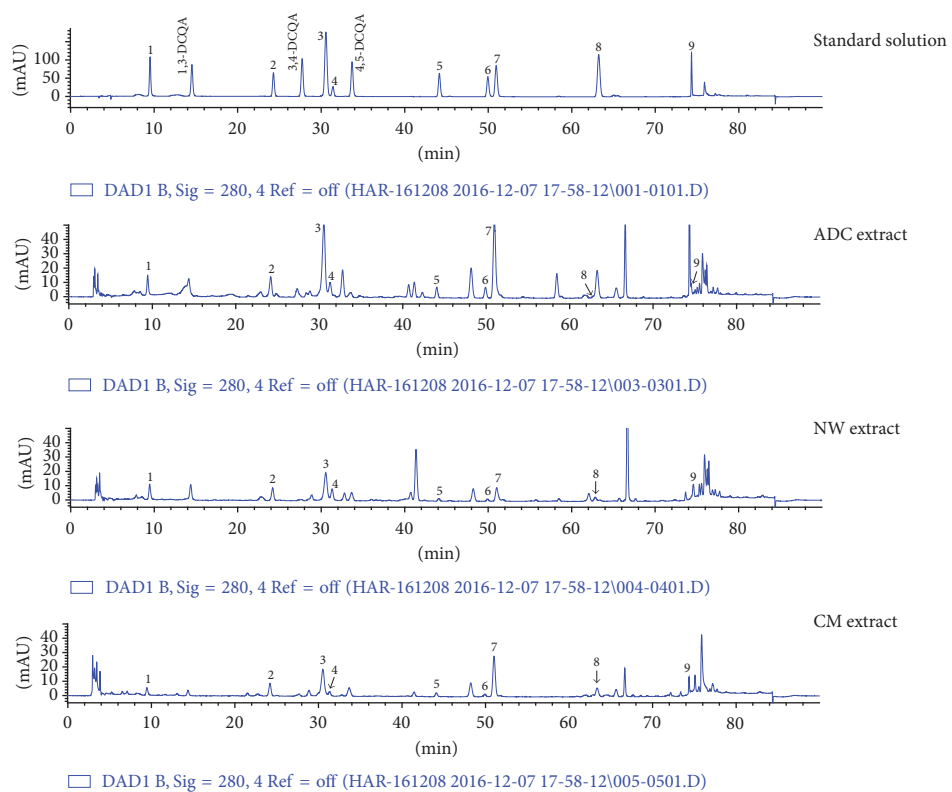 Standard solution
1 1,3-DCQA 2 3,4-DCQA 3 4 4,5-DCQA 5 6 7 8 9
(mAU)
100
50
0
0 10 20 30 40 50 60 70 80
(min)
DAD1 B, Sig = 280, 4 Ref = off (HAR-161208 2016-12-07 17-58-12\001-0101.D)
ADC extract
1 2 3 4 5 6 7 8 9
(mAU)
40
30
20
10
0
0 10 20 30 40 50 60 70 80
(min)
DAD1 B, Sig = 280, 4 Ref = off (HAR-161208 2016-12-07 17-58-12\003-0301.D)
NW extract
1 2 3 4 5 6 7 8 9
(mAU)
40
30
20
10
0
0 10 20 30 40 50 60 70 80
(min)
DAD1 B, Sig = 280, 4 Ref = off (HAR-161208 2016-12-07 17-58-12\004-0401.D)
CM extract
1 2 3 4 5 6 7 8 9
(mAU)
40
30
20
10
0
0 10 20 30 40 50 60 70 80
(min)
DAD1 B, Sig = 280, 4 Ref = off (HAR-161208 2016-12-07 17-58-12\005-0501.D)